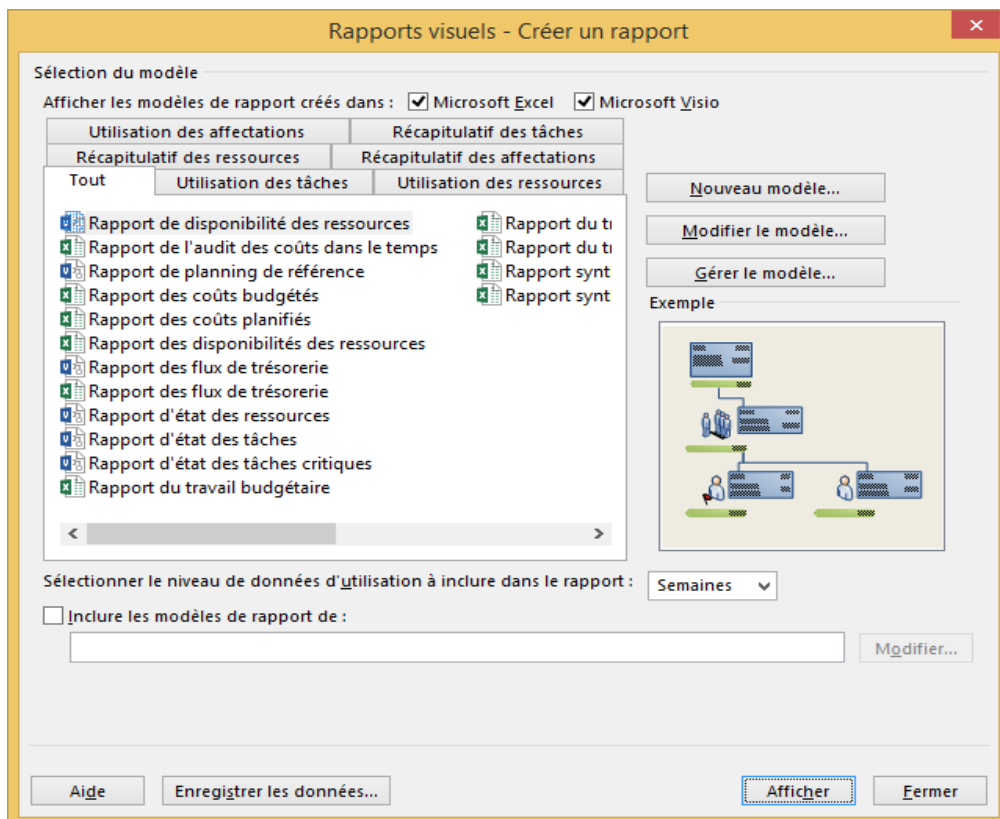 Rapports visuels - Créer un rapport
Sélection du modèle
Afficher les modèles de rapport créés dans : Microsoft Excel Microsoft Visio
Utilisation des affectations Récapitulatif des tâches
Récapitulatif des ressources Récapitulatif des affectations
Tout Utilisation des tâches Utilisation des ressources
Rapport de disponibilité des ressources
Rapport de l'audit des coûts dans le temps
Rapport de planning de référence
Rapport des coûts budgétés
Rapport des coûts planifiés
Rapport des disponibilités des ressources
Rapport des flux de trésorerie
Rapport des flux de trésorerie
Rapport d'état des ressources
Rapport d'état des tâches
Rapport d'état des tâches critiques
Rapport du travail budgétaire
Rapport du
Rapport du
Rapport synt
Rapport synt
Nouveau modèle...
Modifier le modèle...
Gérer le modèle...
Exemple
Sélectionner le niveau de données d'utilisation à inclure dans le rapport : Semaines
Inclure les modèles de rapport de :
Modifier...
Aide Enregistrer les données... Afficher Fermer